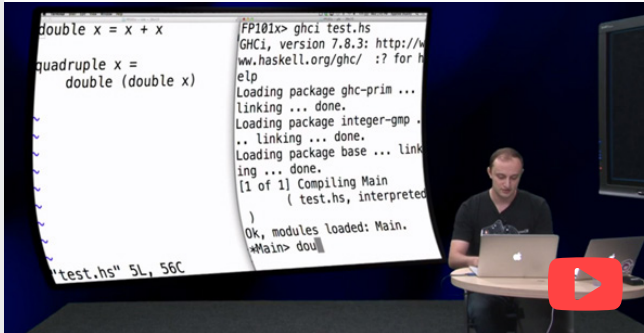 double x = x + x
quadruple x =
double (double x)
"test.hs" 5L, 56C
FP101x> ghci test.hs
GHCi, version 7.8.3: http://w
ww.haskell.org/ghc/  :? for h
elp
Loading package ghc-prim ...
linking ... done.
Loading package integer-gmp .
.. linking ... done.
Loading package base ... link
ing ... done.
[1 of 1] Compiling Main
( test.hs, interpreted
)
Ok, modules loaded: Main.
*Main> dou